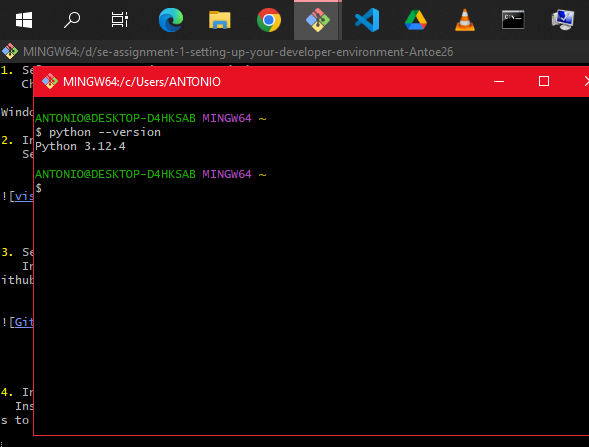 MINGW64:/d/se-assignment-1-setting-up-your-developer-environment-Antoe26
1. Se
Ch
MINGW64:/c/Users/ANTONIO
Windo
ANTONIO@DESKTOP-D4HKSAB MINGW64 ~
$ python --version
2. In
Python 3.12.4
Se
ANTONIO@DESKTOP-D4HKSAB MINGW64 ~
$
![vis
3. Se
In
ithub
![Git
4. In
Ins
s to